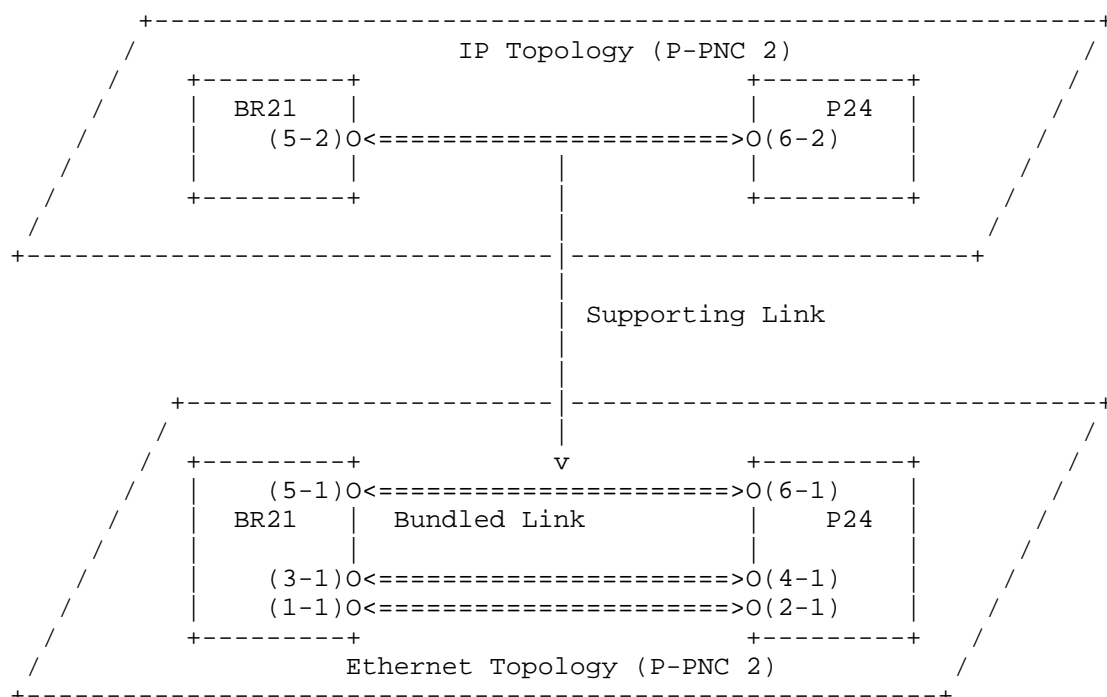 IP Topology (P-PNC 2)
BR21 P24
(5-2)O<======================>O(6-2)
Supporting Link
(5-1)O<======================>O(6-1)
BR21 Bundled Link P24
(3-1)O<======================>O(4-1)
(1-1)O<======================>O(2-1)
Ethernet Topology (P-PNC 2)